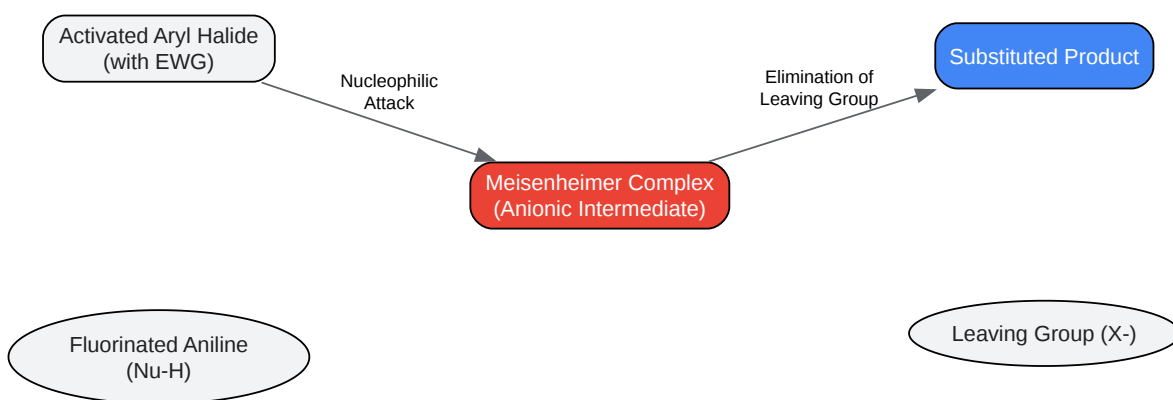 Activated Aryl Halide
(with EWG)
Nucleophilic
Attack
Meisenheimer Complex
(Anionic Intermediate)
Elimination of
Leaving Group
Substituted Product
Fluorinated Aniline
(Nu-H)
Leaving Group (X-)